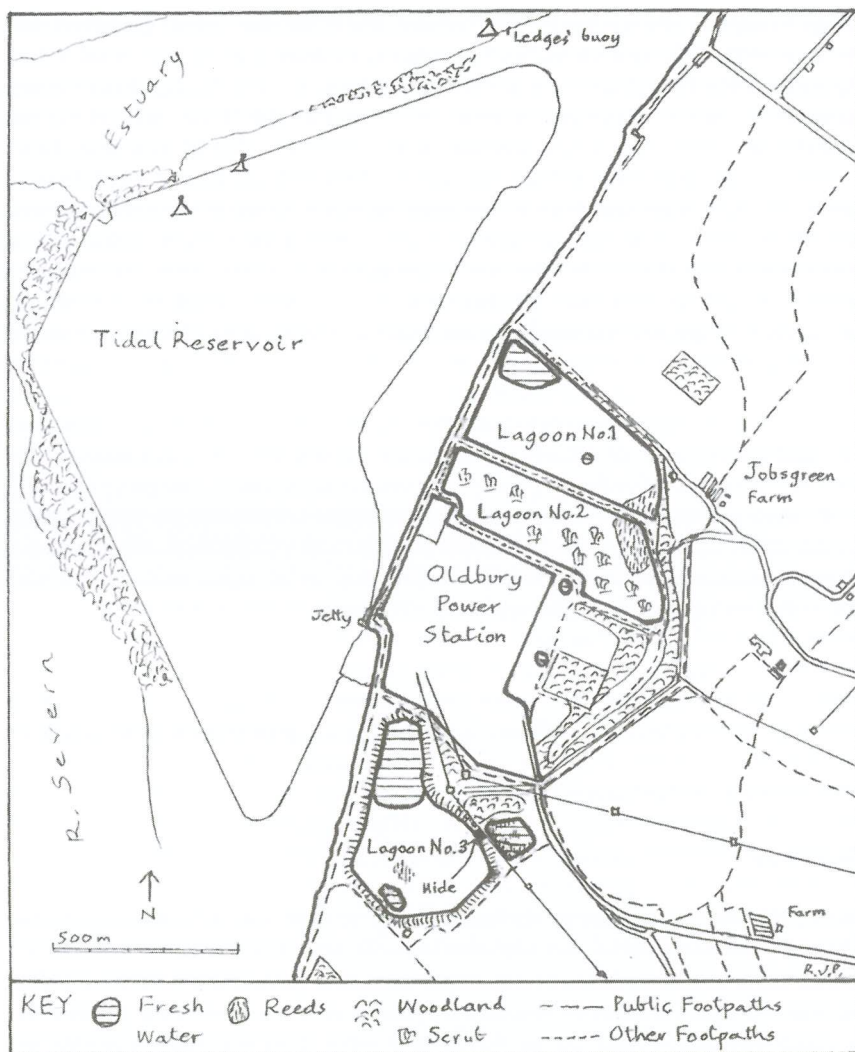 'Ledges' buoy
Estuary
Tidal Reservoir
Lagoon No.1
Jobsgreen
Farm
Lagoon No.2
Oldbury
Power
Station
Jetty
R. Severn
Lagoon No.3
Hide
N
500m
Farm
R.J.P.
KEY Fresh Water
Reeds
Woodland
Scrut
Public Footpaths
Other Footpaths